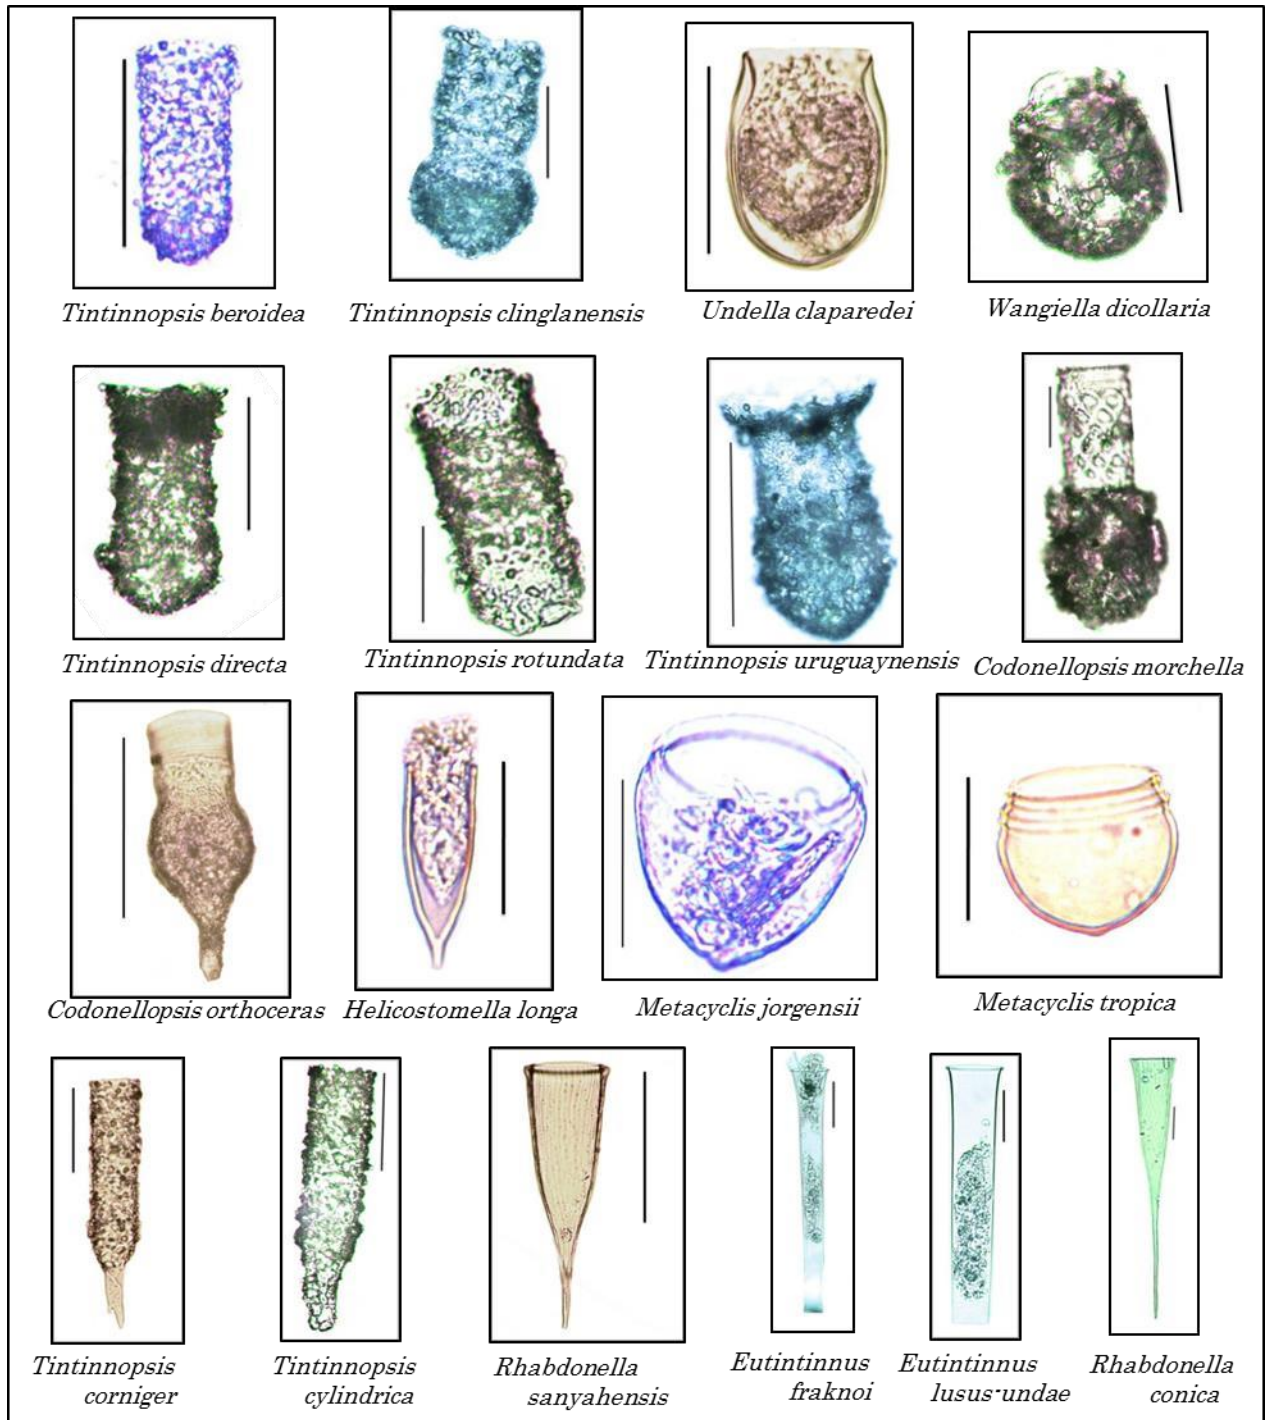 Tintinnopsis beroidea
Tintinnopsis clinglanensis
Undella claparedei
Wangiella dicollaria
Tintinnopsis directa
Tintinnopsis rotundata
Tintinnopsis uruguaynensis
Codonellopsis morchella
Codonellopsis orthoceras
Helicostomella longa
Metacyclis jorgensii
Metacyclis tropica
Tintinnopsis
corniger
Tintinnopsis
cylindrica
Rhabdonella
sanyahensis
Eutintinnus
fraknoi
Eutintinnus
lusus-undae
Rhabdonella
conica